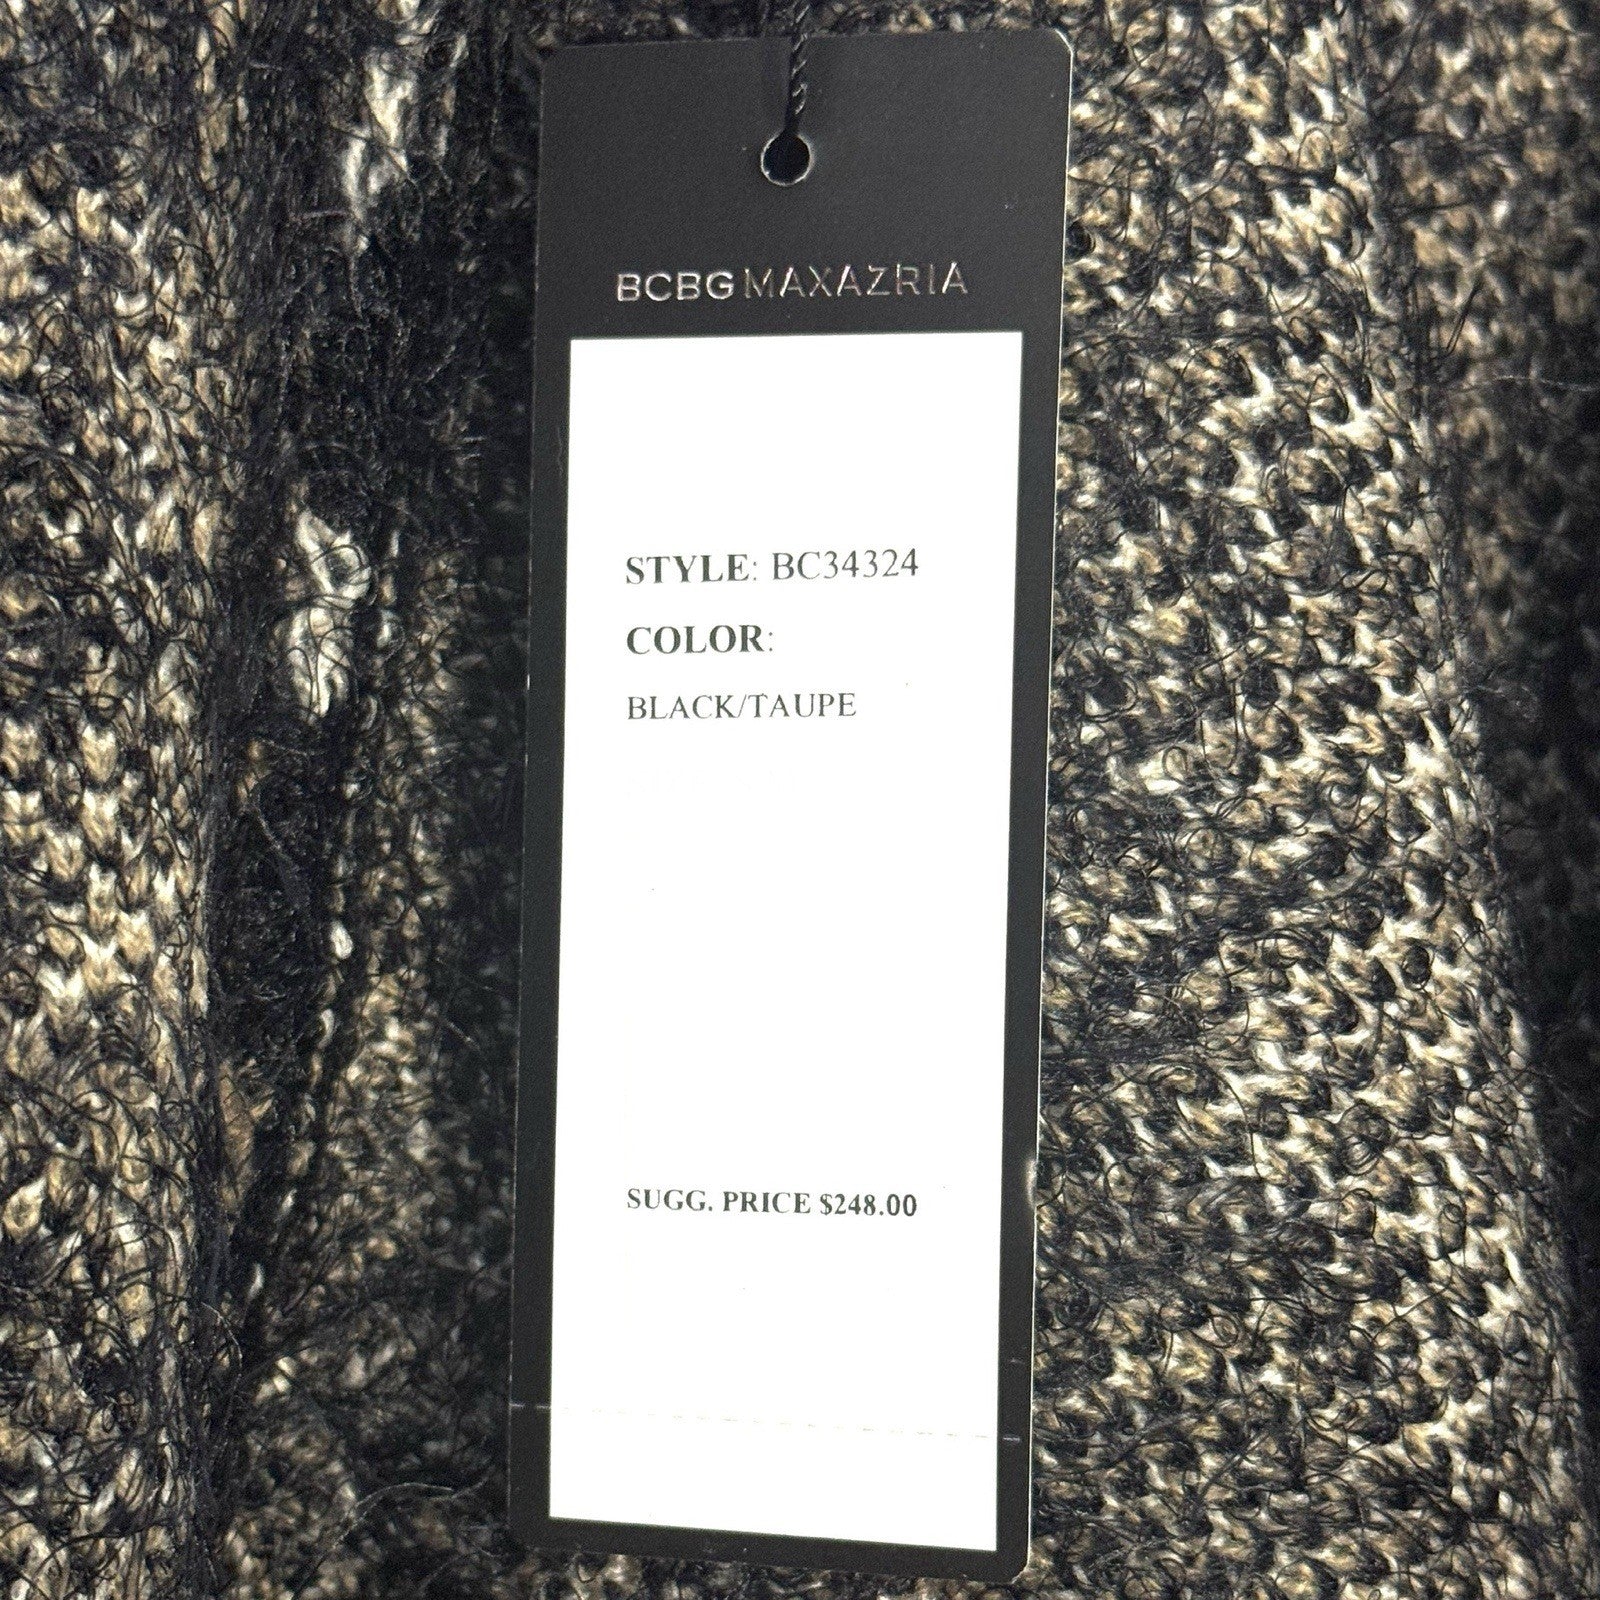 BCBGMAXAZRIA
STYLE: BC34324
COLOR:
BLACK/TAUPE
SUGG. PRICE $248.00